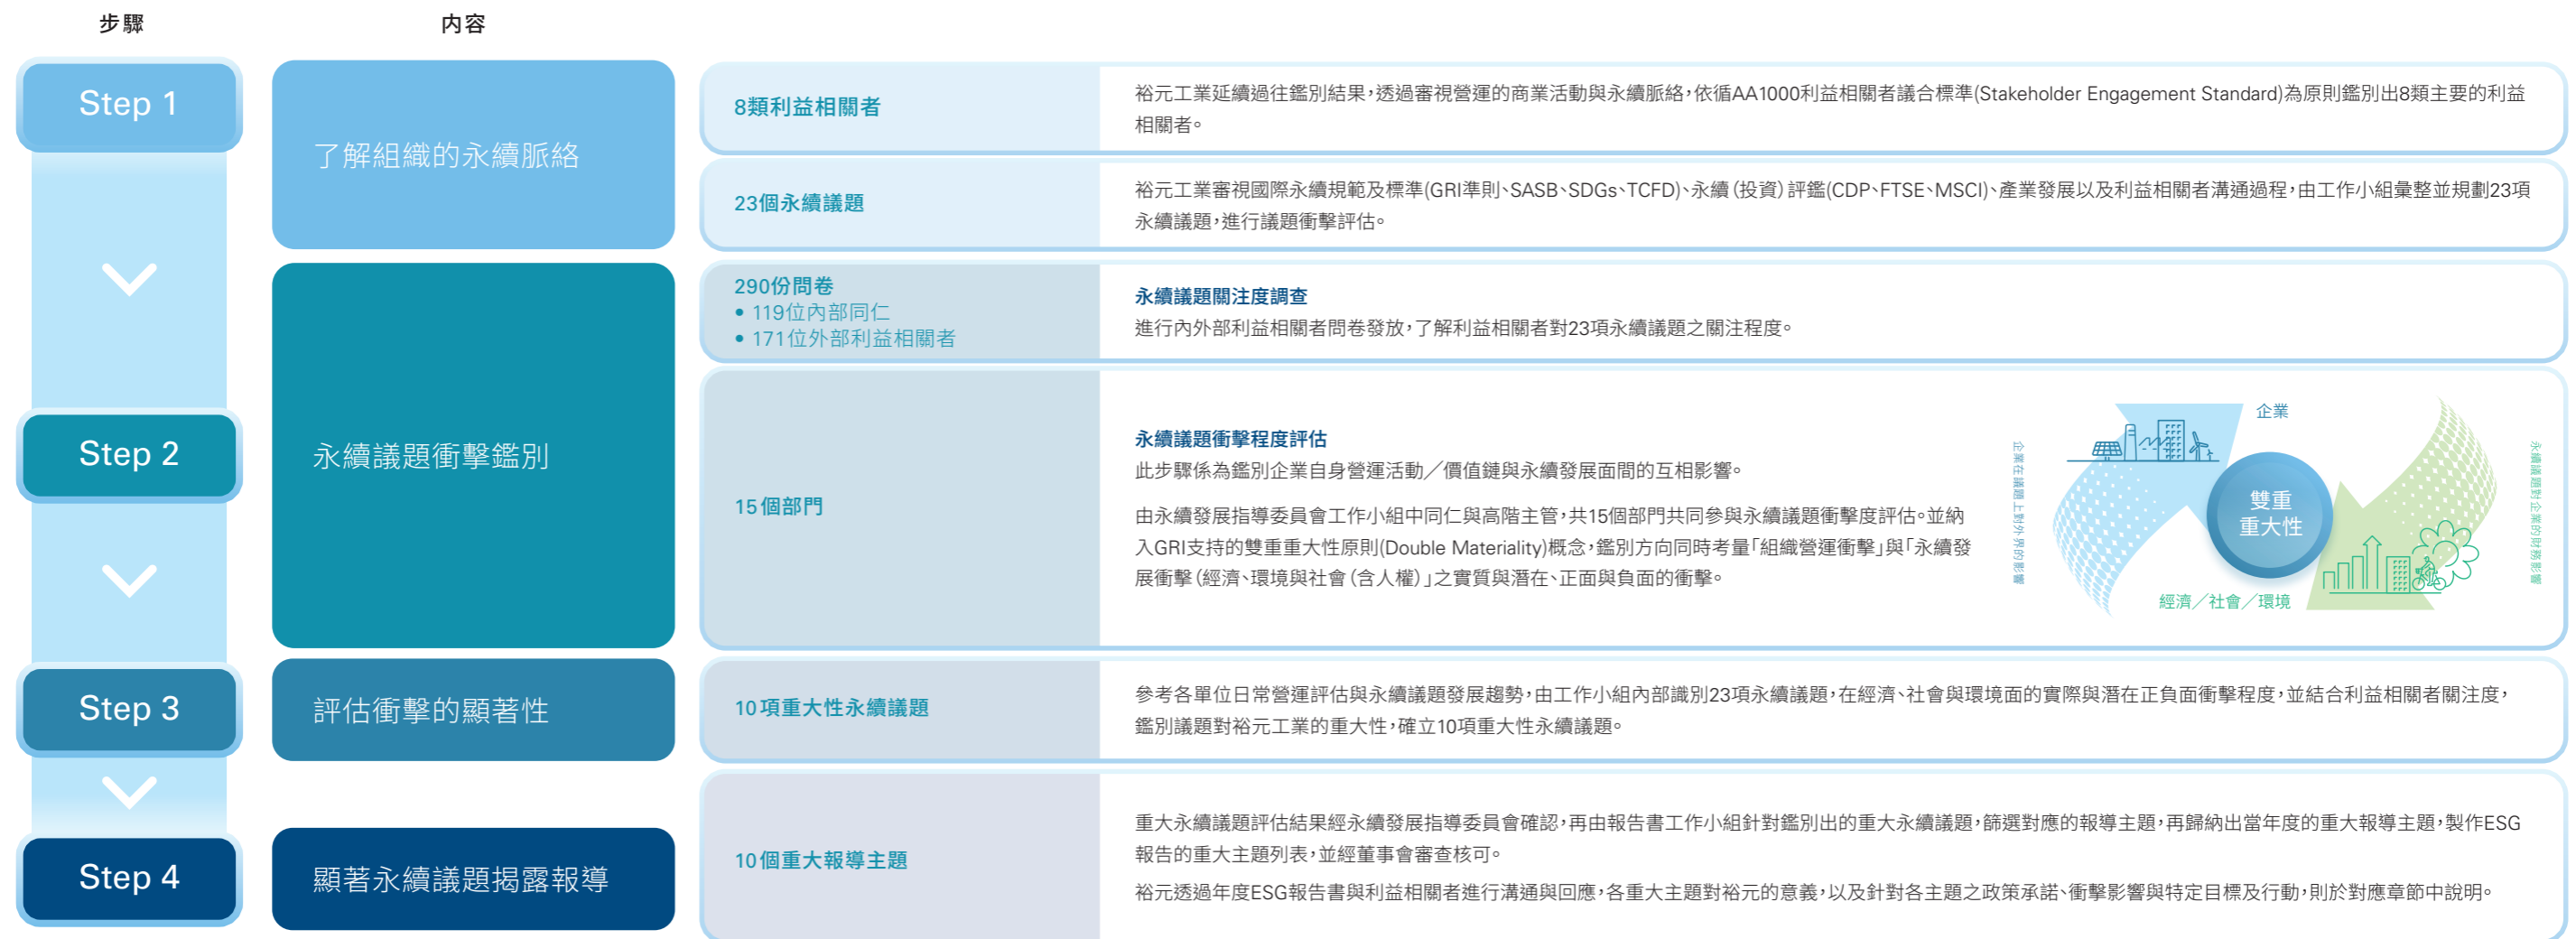 步驟
內容
Step 1
了解組織的永續脈絡
8類利益相關者
裕元工業延續過往鑑別結果，透過審視營運的商業活動與永續脈絡，依循AA1000利益相關者議合標準(Stakeholder Engagement Standard)為原則鑑別出8類主要的利益
相關者。
23個永續議題
裕元工業審視國際永續規範及標準(GRI準則、SASB、SDGs、TCFD)、永續（投資）評鑑(CDP、FTSE、MSCI)、產業發展以及利益相關者溝通過程，由工作小組彙整並規劃23項
永續議題，進行議題衝擊評估。
Step 2
永續議題衝擊鑑別
290份問卷
• 119位內部同仁
• 171位外部利益相關者
永續議題關注度調查
進行內外部利益相關者問卷發放，了解利益相關者對23項永續議題之關注程度。
15個部門
永續議題衝擊程度評估
此步驟係為鑑別企業自身營運活動／價值鏈與永續發展面間的互相影響。
由永續發展指導委員會工作小組中同仁與高階主管，共15個部門共同參與永續議題衝擊度評估。並納
入GRI支持的雙重重大性原則(Double Materiality)概念，鑑別方向同時考量「組織營運衝擊」與「永續發
展衝擊（經濟、環境與社會（含人權）」之實質與潛在、正面與負面的衝擊。
企業在議題上對外界的影響
企業
雙重
重大性
經濟／社會／環境
永續議題對企業的財務影響
Step 3
評估衝擊的顯著性
10項重大性永續議題
參考各單位日常營運評估與永續議題發展趨勢，由工作小組內部識別23項永續議題，在經濟、社會與環境面的實際與潛在正負面衝擊程度，並結合利益相關者關注度，
鑑別議題對裕元工業的重大性，確立10項重大性永續議題。
Step 4
顯著永續議題揭露報導
10個重大報導主題
重大永續議題評估結果經永續發展指導委員會確認，再由報告書工作小組針對鑑別出的重大永續議題，篩選對應的報導主題，再歸納出當年度的重大報導主題，製作ESG
報告的重大主題列表，並經董事會審查核可。
裕元透過年度ESG報告書與利益相關者進行溝通與回應，各重大主題對裕元的意義，以及針對各主題之政策承諾、衝擊影響與特定目標及行動，則於對應章節中說明。